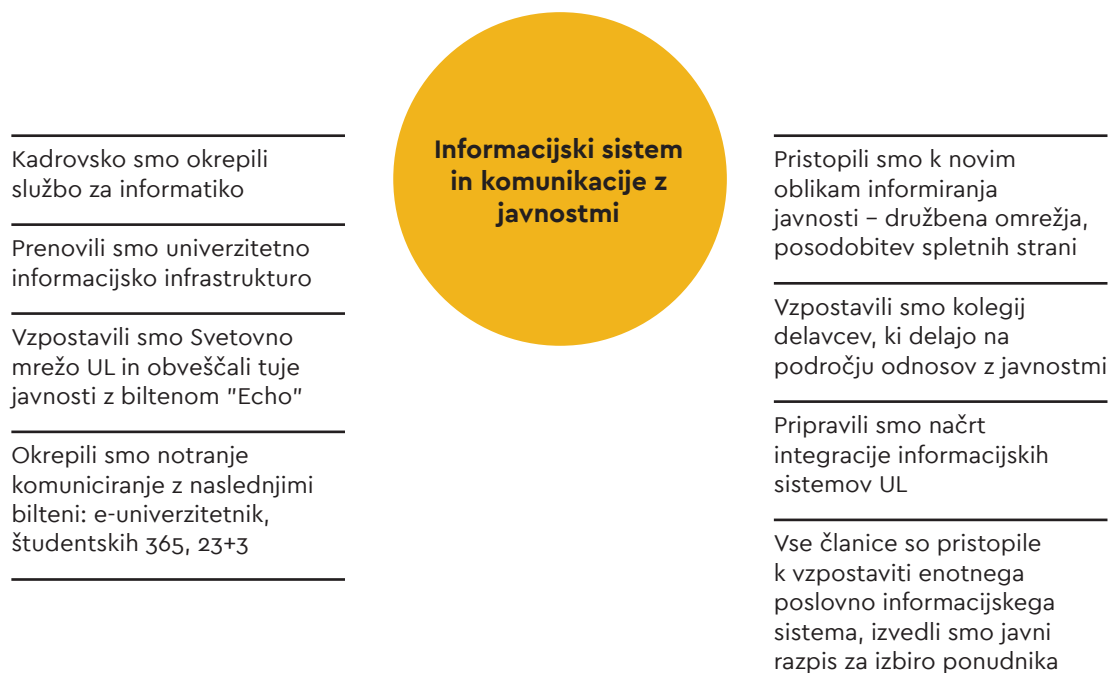 Informacijski sistem
in komunikacije z
javnostmi
Kadrovsko smo okrepili
službo za informatiko
Prenovili smo univerzitetno
informacijsko infrastrukturo
Vzpostavili smo Svetovno
mrežo UL in obveščali tuje
javnosti z biltenom "Echo"
Okrepili smo notranje
komuniciranje z naslednjimi
bilteni: e-univerzitetnik,
študentskih 365, 23+3
Pristopili smo k novim
oblikam informiranja
javnosti – družbena omrežja,
posodobitev spletnih strani
Vzpostavili smo kolegij
delavcev, ki delajo na
področju odnosov z javnostmi
Pripravili smo načrt
integracije informacijskih
sistemov UL
Vse članice so pristopile
k vzpostaviti enotnega
poslovno informacijskega
sistema, izvedli smo javni
razpis za izbiro ponudnika